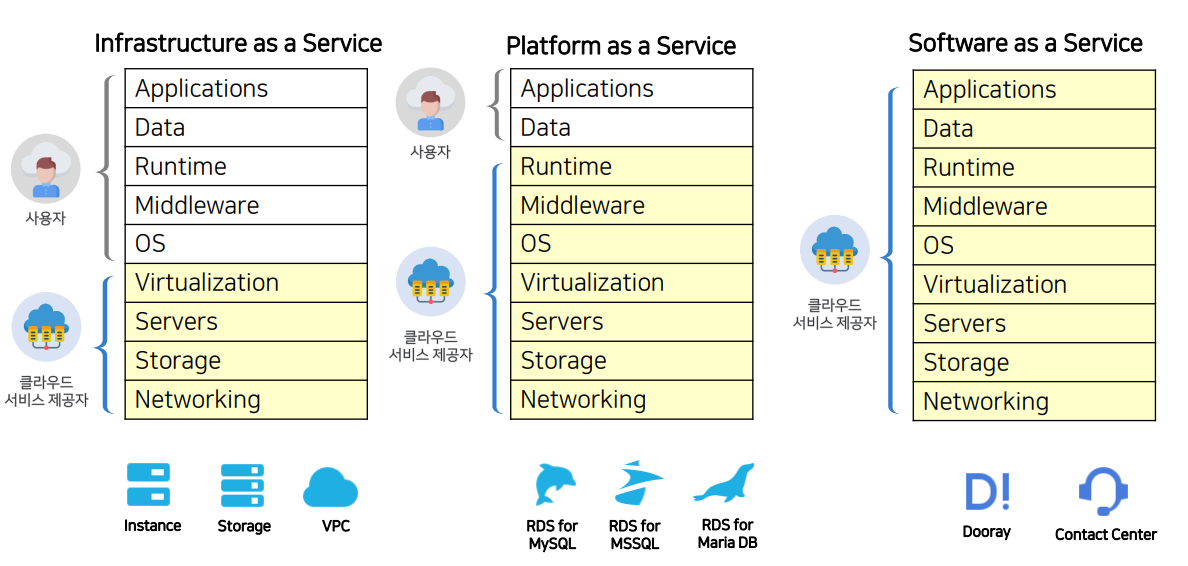 Infrastructure as a Service
Applications
Data
Runtime
Middleware
OS
Virtualization
Servers
Storage
Networking
사용자
클라우드
서비스 제공자
Instance
Storage
VPC
Platform as a Service
Applications
Data
Runtime
Middleware
OS
Virtualization
Servers
Storage
Networking
사용자
클라우드
서비스 제공자
RDS for
MySQL
RDS for
MSSQL
RDS for
Maria DB
Software as a Service
Applications
Data
Runtime
Middleware
OS
Virtualization
Servers
Storage
Networking
클라우드
서비스 제공자
D!
Dooray
Contact Center